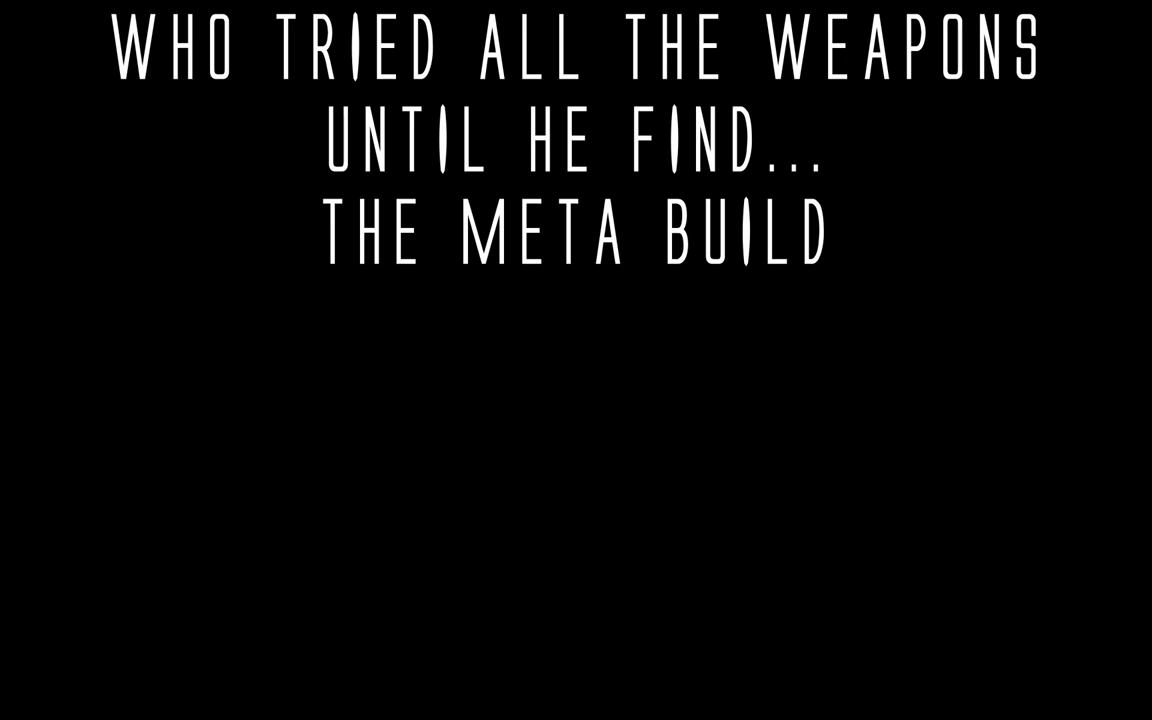 WHO TRIED ALL THE WEAPONS
UNTIL HE FIND...
THE META BUILD